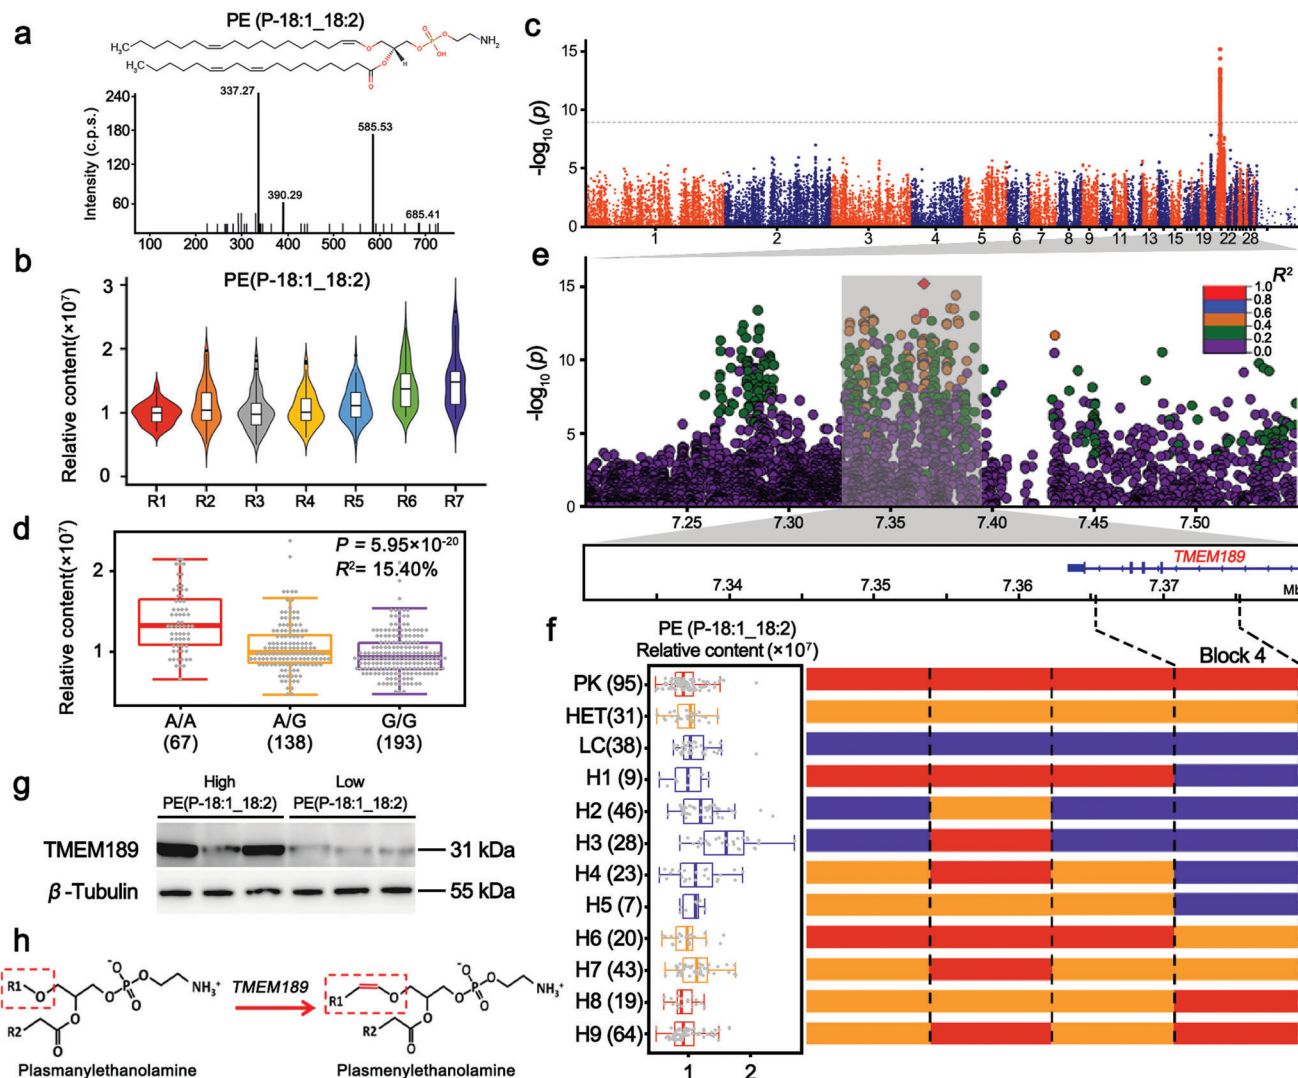 a
PE (P-18:1_18:2)
H₃C
H₃C
O
O
O
O
P
O
OH
NH₂
H
Intensity (c.p.s.)
240
180
120
60
337.27
390.29
585.53
685.41
100 200 300 400 500 600 700
b
PE(P-18:1_18:2)
Relative content(×10⁷)
3
2
1
0
R1 R2 R3 R4 R5 R6 R7
c
-log₁₀(p)
15
10
5
0
1 2 3 4 5 6 7 8 9 11 13 15 19 22 28
d
P = 5.95×10⁻²⁰
R²= 15.40%
Relative content(×10⁷)
2
1
A/A A/G G/G
(67) (138) (193)
e
-log₁₀(p)
15
10
5
0
R²
1.0
0.8
0.6
0.4
0.2
0.0
7.25 7.30 7.35 7.40 7.45 7.50
TMEM189
7.34 7.35 7.36 7.37 Mb
f
PE (P-18:1_18:2)
Relative content (×10⁷)
Block 4
PK (95)
HET(31)
LC(38)
H1 (9)
H2 (46)
H3 (28)
H4 (23)
H5 (7)
H6 (20)
H7 (43)
H8 (19)
H9 (64)
1 2
g
High Low
PE(P-18:1_18:2) PE(P-18:1_18:2)
TMEM189 31 kDa
β-Tubulin 55 kDa
h
R1
O
O
R2
O
O
P
O⁻
O
O
NH₃⁺
TMEM189
R1
O
O
R2
O
O
P
O⁻
O
O
NH₃⁺
Plasmanylethanolamine Plasmenylethanolamine